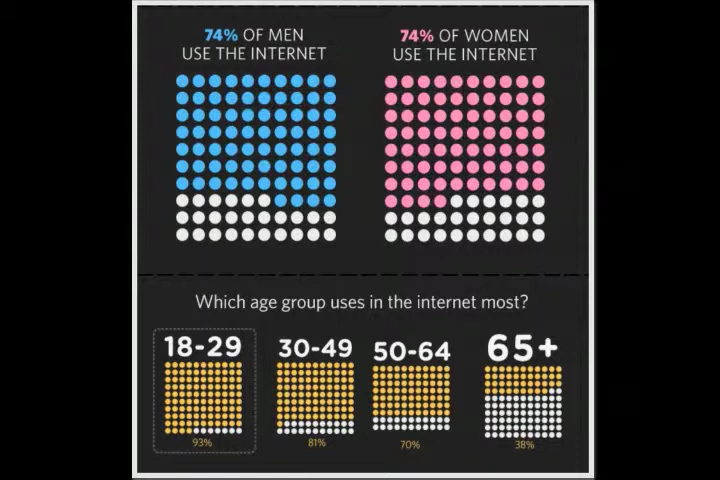 74% OF MEN
USE THE INTERNET
74% OF WOMEN
USE THE INTERNET
Which age group uses in the internet most?
18-29
30-49
50-64
65+
93%
81%
70%
38%